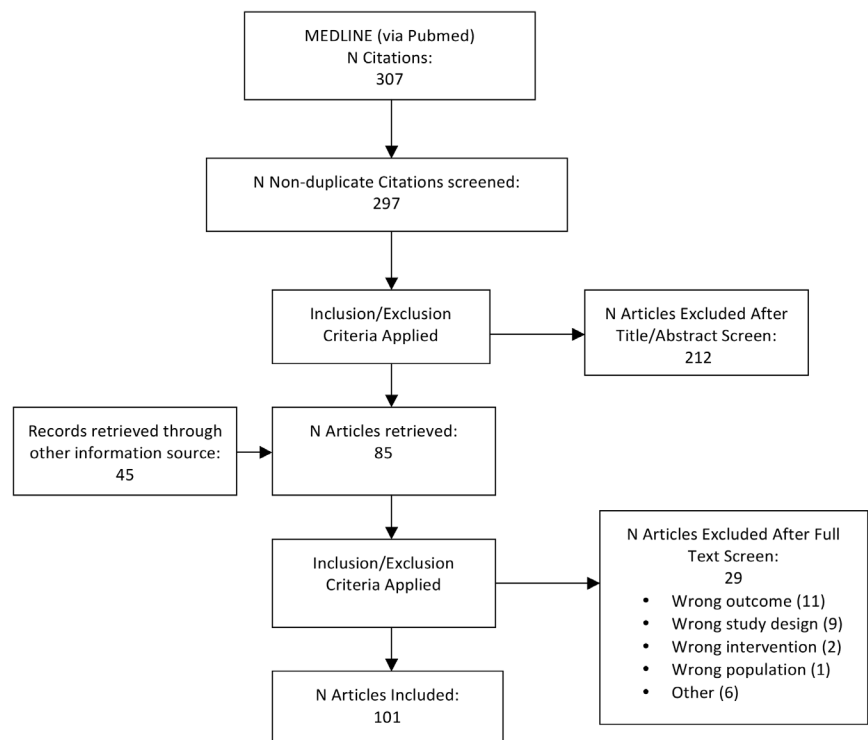 MEDLINE (via Pubmed)
N Citations:
307
N Non-duplicate Citations screened:
297
Inclusion/Exclusion
Criteria Applied
N Articles Excluded After
Title/Abstract Screen:
212
Records retrieved through
other information source:
45
N Articles retrieved:
85
Inclusion/Exclusion
Criteria Applied
N Articles Excluded After Full
Text Screen:
29
• Wrong outcome (11)
• Wrong study design (9)
• Wrong intervention (2)
• Wrong population (1)
• Other (6)
N Articles Included:
101